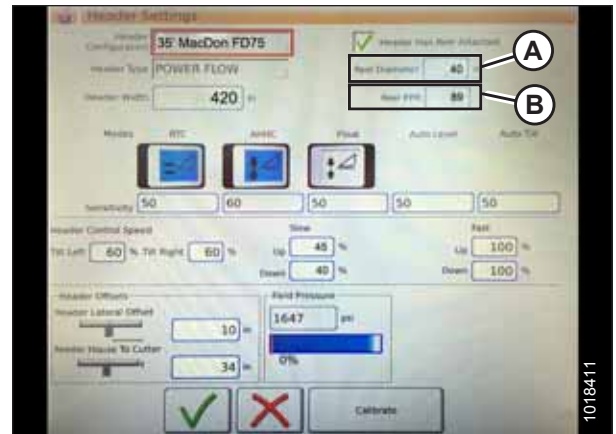 Header Settings
Header Configuration 35' MacDon FD75 Header Has Reel Attached
A
Header Type POWER FLOW Reel Diameter 40 in
Header Width 420 in Reel PPR 89
B
Modes RTC AHHC Float Auto Level Auto Tilt
Sensitivity 50 60 50 50 50
Header Control Speed Slow Fast
Tilt Left 60 % Tilt Right 60 % Up 45 % Up 100 %
Down 40 % Down 100 %
Header Offsets Field Pressure
Header Lateral Offset 1647 psi
10 in
Feeder House To Cutter 0%
34 in
Calibrate
1018411